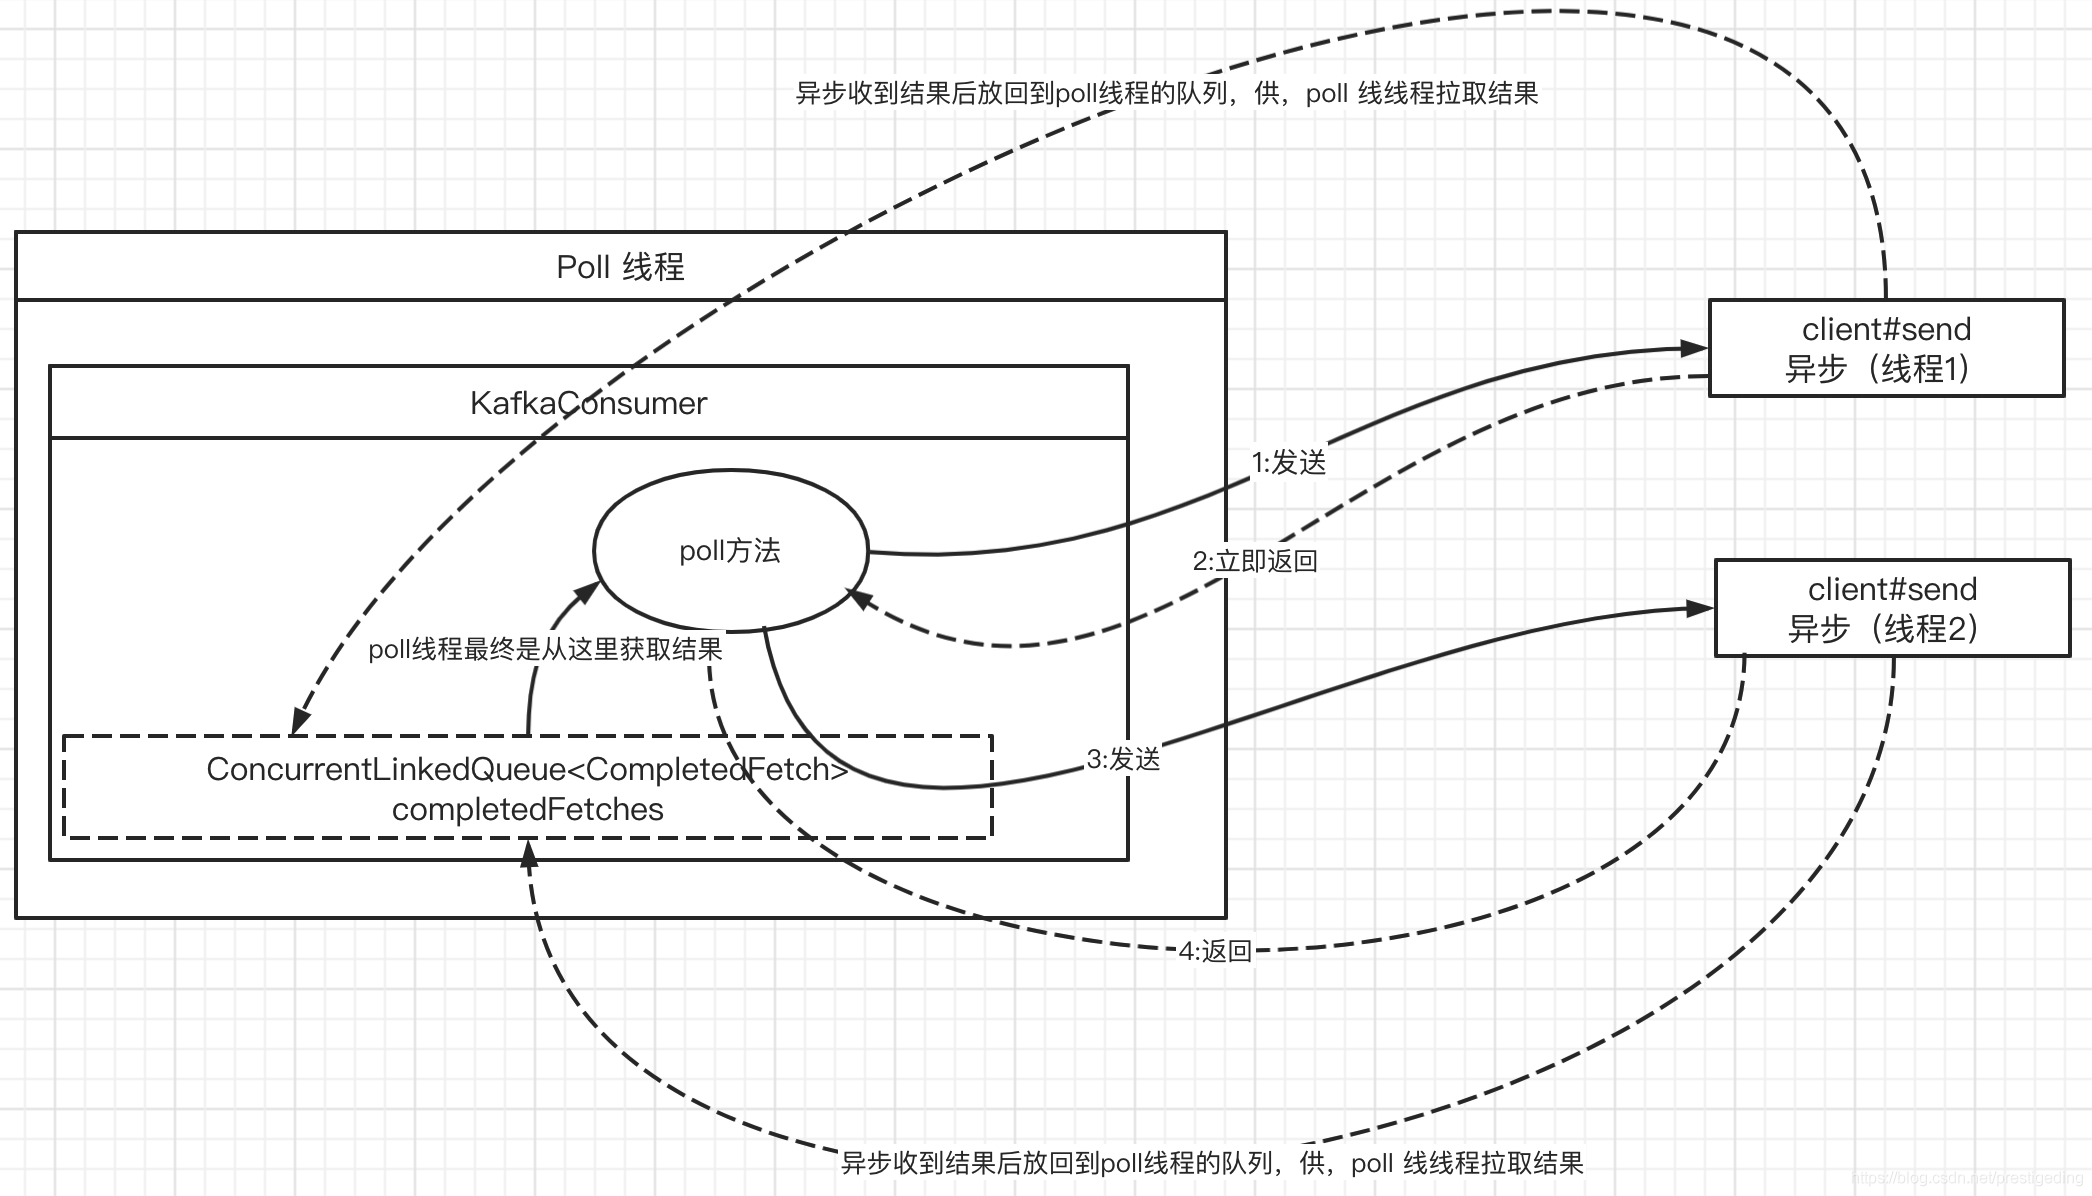 异步收到结果后放回到poll线程的队列，供，poll 线线程拉取结果
Poll 线程
client#send
异步（线程1）
KafkaConsumer
1:发送
poll方法
2:立即返回
client#send
异步（线程2）
poll线程最终是从这里获取结果
3:发送
ConcurrentLinkedQueue<CompletedFetch>
completedFetches
4:返回
异步收到结果后放回到poll线程的队列，供，poll 线线程拉取结果
https://blog.csdn.net/prestigeding